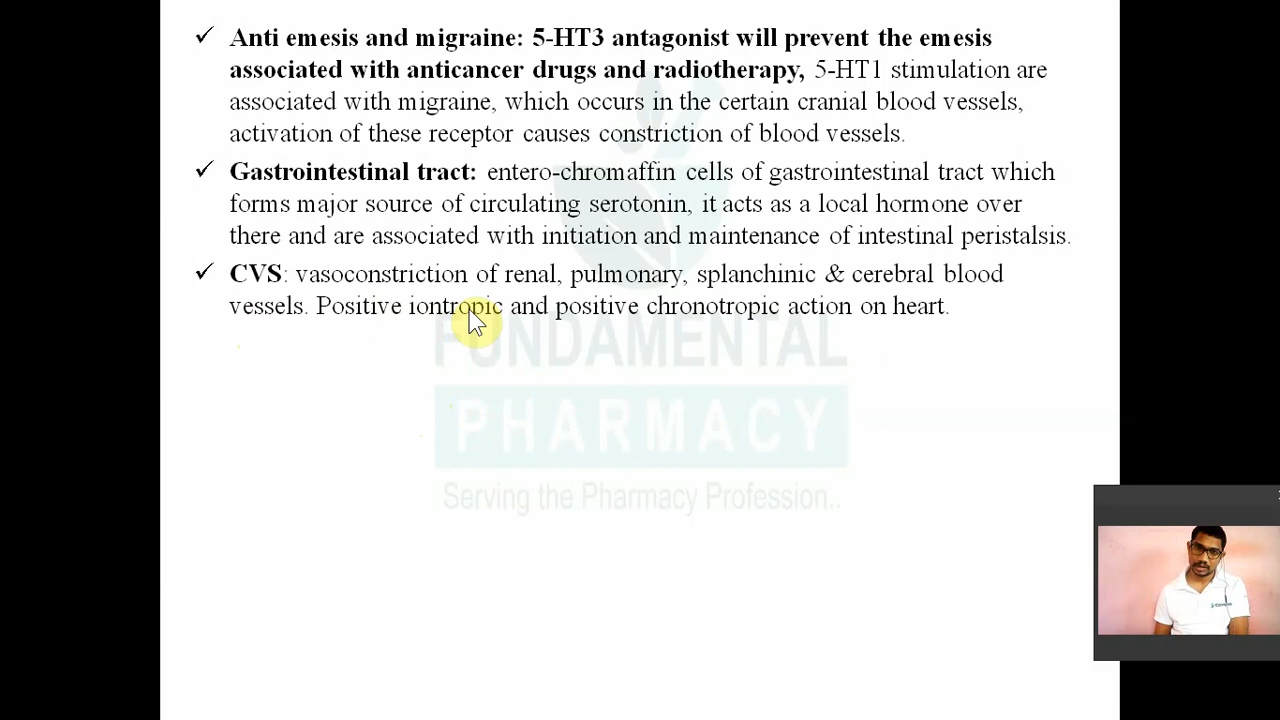 ✓ Anti emesis and migraine: 5-HT3 antagonist will prevent the emesis
associated with anticancer drugs and radiotherapy, 5-HT1 stimulation are
associated with migraine, which occurs in the certain cranial blood vessels,
activation of these receptor causes constriction of blood vessels.
✓ Gastrointestinal tract: entero-chromaffin cells of gastrointestinal tract which
forms major source of circulating serotonin, it acts as a local hormone over
there and are associated with initiation and maintenance of intestinal peristalsis.
✓ CVS: vasoconstriction of renal, pulmonary, splanchinic & cerebral blood
vessels. Positive iontropic and positive chronotropic action on heart.
FUNDAMENTAL
PHARMACY
Serving the Pharmacy Profession..